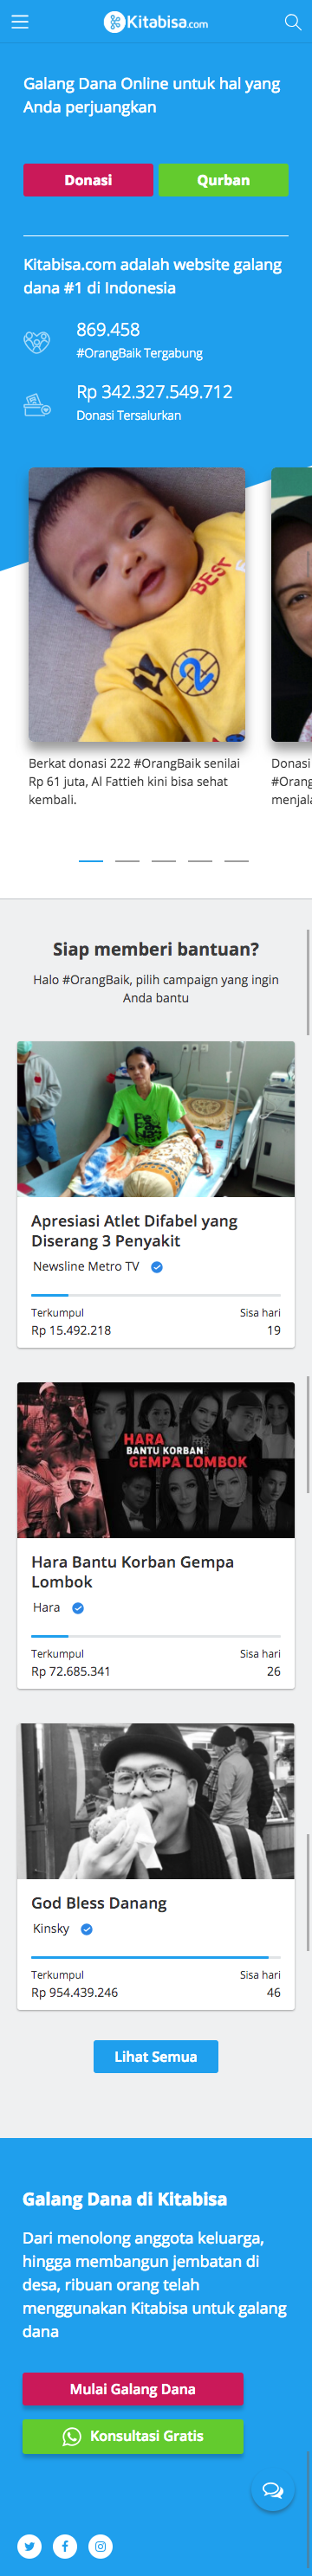 Kitabisa.com
Galang Dana Online untuk hal yang
Anda perjuangkan
Donasi
Qurban
Kitabisa.com adalah website galang
dana #1 di Indonesia
869.458
#OrangBaik Tergabung
Rp 342.327.549.712
Donasi Tersalurkan
BEST
2
Berkat donasi 222 #OrangBaik senilai
Rp 61 juta, Al Fattieh kini bisa sehat
kembali.
Donasi
#Orang
menjala
Siap memberi bantuan?
Halo #OrangBaik, pilih campaign yang ingin
Anda bantu
Apresiasi Atlet Difabel yang
Diserang 3 Penyakit
Newsline Metro TV
Terkumpul
Sisa hari
Rp 15.492.218
19
HARA
BANTU KORBAN
GEMPA LOMBOK
Hara Bantu Korban Gempa
Lombok
Hara
Terkumpul
Sisa hari
Rp 72.685.341
26
God Bless Danang
Kinsky
Terkumpul
Sisa hari
Rp 954.439.246
46
Lihat Semua
Galang Dana di Kitabisa
Dari menolong anggota keluarga,
hingga membangun jembatan di
desa, ribuan orang telah
menggunakan Kitabisa untuk galang
dana
Mulai Galang Dana
Konsultasi Gratis